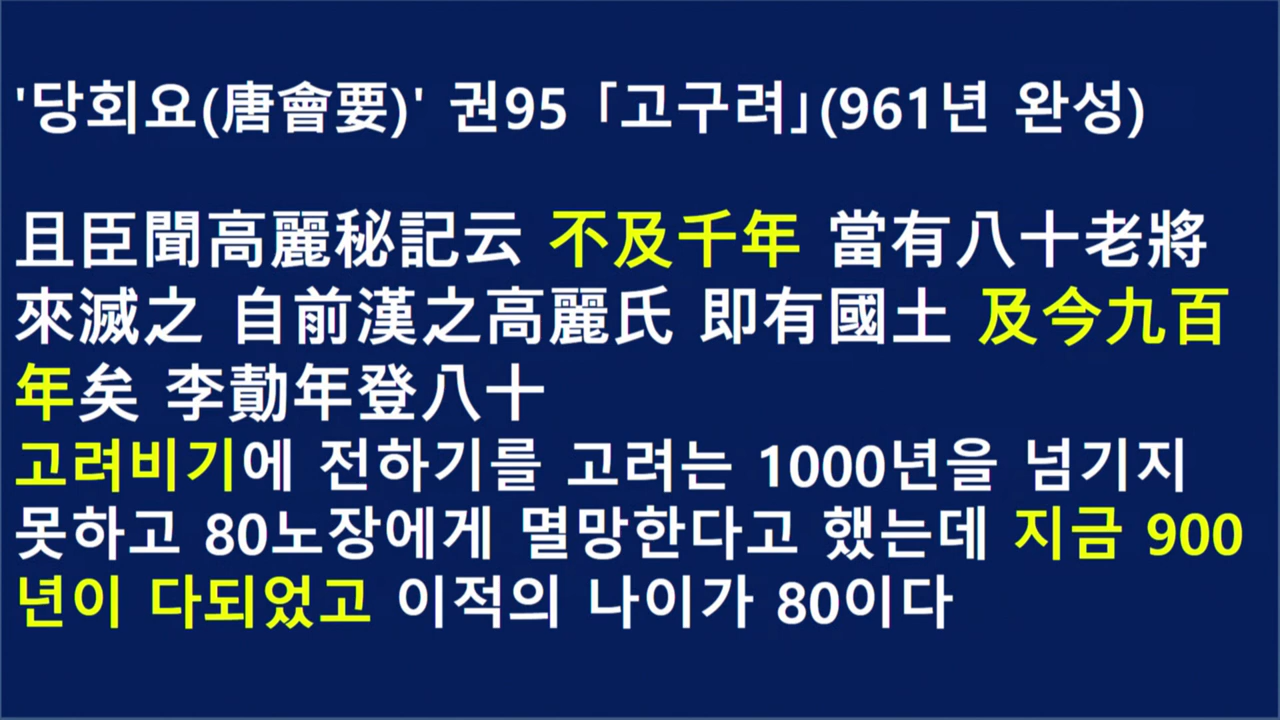 '당회요(唐會要)' 권95 ｢고구려｣(961년 완성)
且臣聞高麗秘記云 不及千年 當有八十老將
來滅之 自前漢之高麗氏 即有國土 及今九百
年矣 李勣年登八十
고려비기에 전하기를 고려는 1000년을 넘기지
못하고 80노장에게 멸망한다고 했는데 지금 900
년이 다되었고 이적의 나이가 80이다